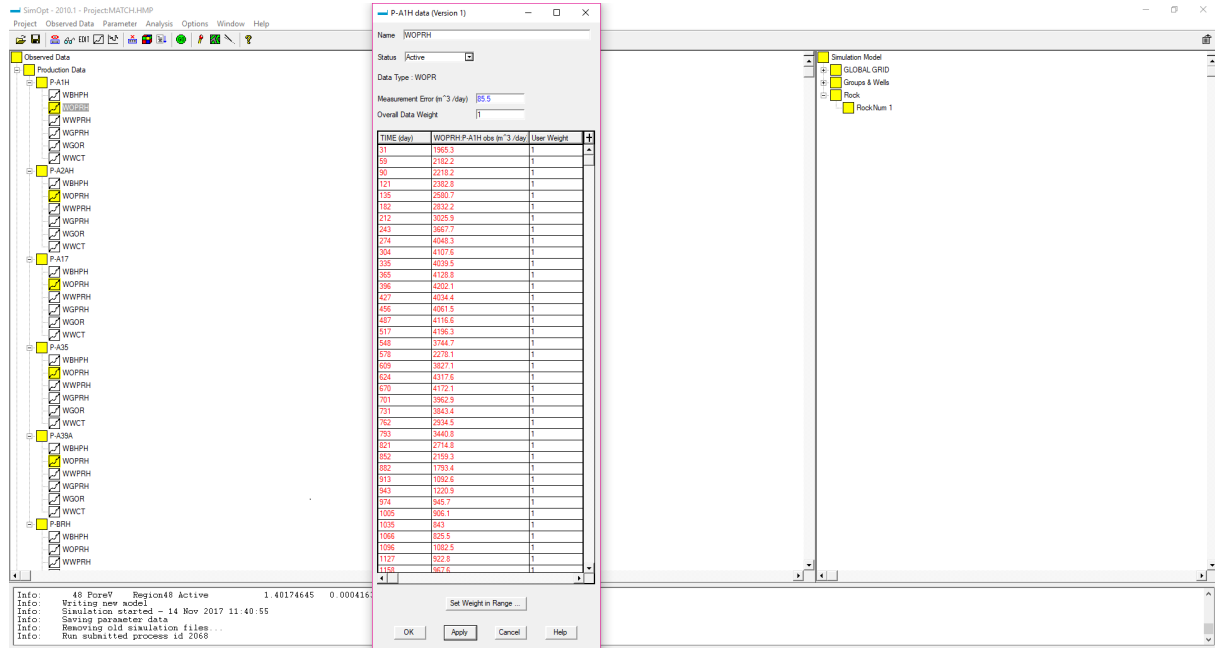 SimOpt - 2010,1 - Project:MATCH.HMP
Project Observed Data Parameter Analysis Options Window Help
EDIT
Observed Data
Production Data
P-A1H
WBHPH
WOPRH
WWPRH
WGPRH
WGOR
WWCT
P-A2AH
WBHPH
WOPRH
WWPRH
WGPRH
WGOR
WWCT
P-A17
WBHPH
WOPRH
WWPRH
WGPRH
WGOR
WWCT
P-A35
WBHPH
WOPRH
WWPRH
WGPRH
WGOR
WWCT
P-A39A
WBHPH
WOPRH
WWPRH
WGPRH
WGOR
WWCT
P-BRH
WBHPH
WOPRH
WWPRH
P-A1H data (Version 1)
Name WOPRH
Status Active
Data Type : WOPR
Measurement Error (m^3 /day) 85.5
Overall Data Weight 1
TIME (day) WOPRH:P-A1H obs (m^3 /day User Weight
31 1965.3 1
59 2182.2 1
90 2218.2 1
121 2382.8 1
135 2580.7 1
182 2832.2 1
212 3025.9 1
243 3667.7 1
274 4048.3 1
304 4107.6 1
335 4039.5 1
365 4128.8 1
396 4202.1 1
427 4034.4 1
456 4061.5 1
487 4116.6 1
517 4196.3 1
548 3744.7 1
578 2278.1 1
609 3827.1 1
624 4317.6 1
670 4172.1 1
701 3962.9 1
731 3843.4 1
762 2934.5 1
793 3440.8 1
821 2714.8 1
852 2159.3 1
882 1793.4 1
913 1092.6 1
943 1220.9 1
974 945.7 1
1005 906.1 1
1035 843 1
1066 825.5 1
1096 1082.5 1
1127 922.8 1
1158 967.6 1
Set Weight in Range ...
OK Apply Cancel Help
Simulation Model
GLOBAL GRID
Groups & Wells
Rock
RockNum 1
Info: 48 PoreV Region48 Active 1.40174645
Info: Writing new model
Info: Simulation started - 14 Nov 2017 11:40:55
Info: Saving parameter data
Info: Removing old simulation files...
Info: Run submitted process id 2068